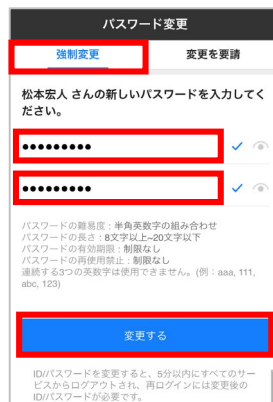 パスワード変更
強制変更 変更を要請
松本宏人 さんの新しいパスワードを入力してく
ださい。
●●●●●●●●●
●●●●●●●●●
パスワードの難易度 : 半角英数字の組み合わせ
パスワードの長さ : 8文字以上~20文字以下
パスワードの有効期限 : 制限なし
パスワードの再使用禁止 : 制限なし
連続する3つの英数字は使用できません。(例 : aaa, 111,
abc, 123)
変更する
ID/パスワードを変更すると、5分以内にすべてのサー
ビスからログアウトされ、再ログインには変更後の
ID/パスワードが必要です。